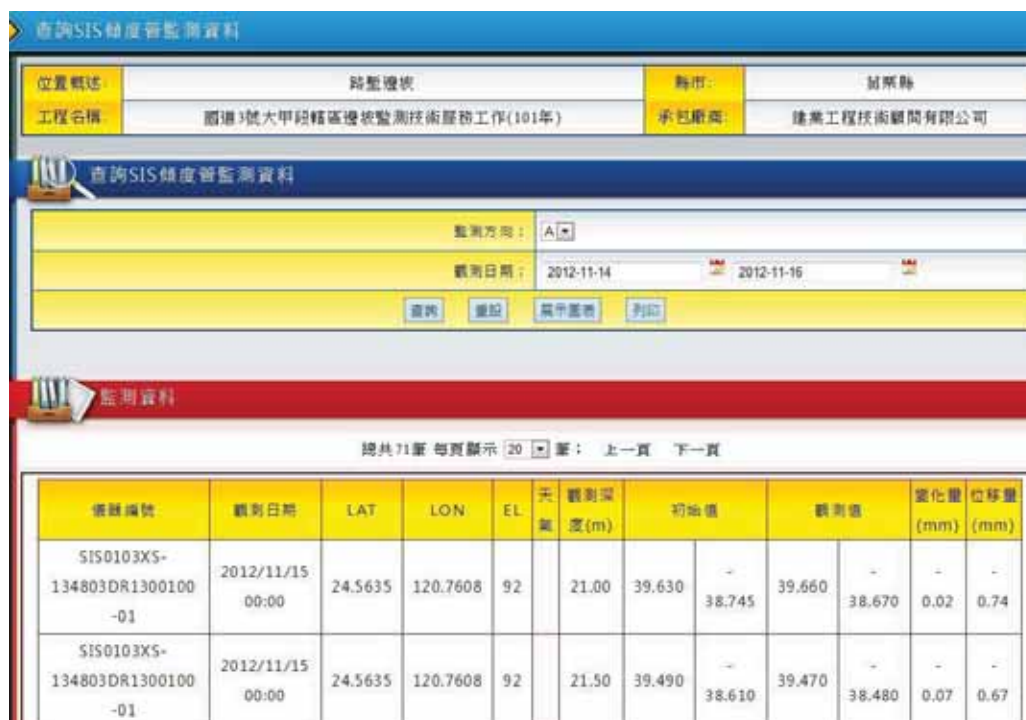 查詢SIS傾度管監測資料
位置概述: 路塹邊坡 縣市: 苗栗縣
工程名稱: 國道3號大甲段轄區邊坡監測技術服務工作(101年) 承包廠商: 建業工程技術顧問有限公司
查詢SIS傾度管監測資料
監測方向： A
觀測日期： 2012-11-14 2012-11-16
查詢 重設 展示圖表 列印
監測資料
總共71筆 每頁顯示 20 筆： 上一頁 下一頁
儀器編號 觀測日期 LAT LON EL 天氣 觀測深度(m) 初始值 觀測值 變化量(mm) 位移量(mm)
SIS0103XS-
134803DR1300100
-01
2012/11/15
00:00
24.5635 120.7608 92 21.00 39.630 -
38.745
39.660 -
38.670
-
0.02
-
0.74
SIS0103XS-
134803DR1300100
-01
2012/11/15
00:00
24.5635 120.7608 92 21.50 39.490 -
38.610
39.470 -
38.480
-
0.07
-
0.67